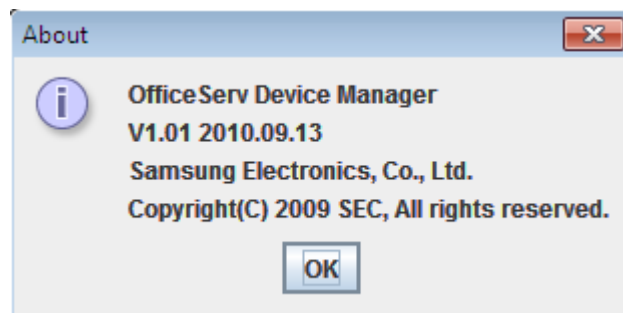 About
OfficeServ Device Manager
V1.01 2010.09.13
Samsung Electronics, Co., Ltd.
Copyright(C) 2009 SEC, All rights reserved.
OK